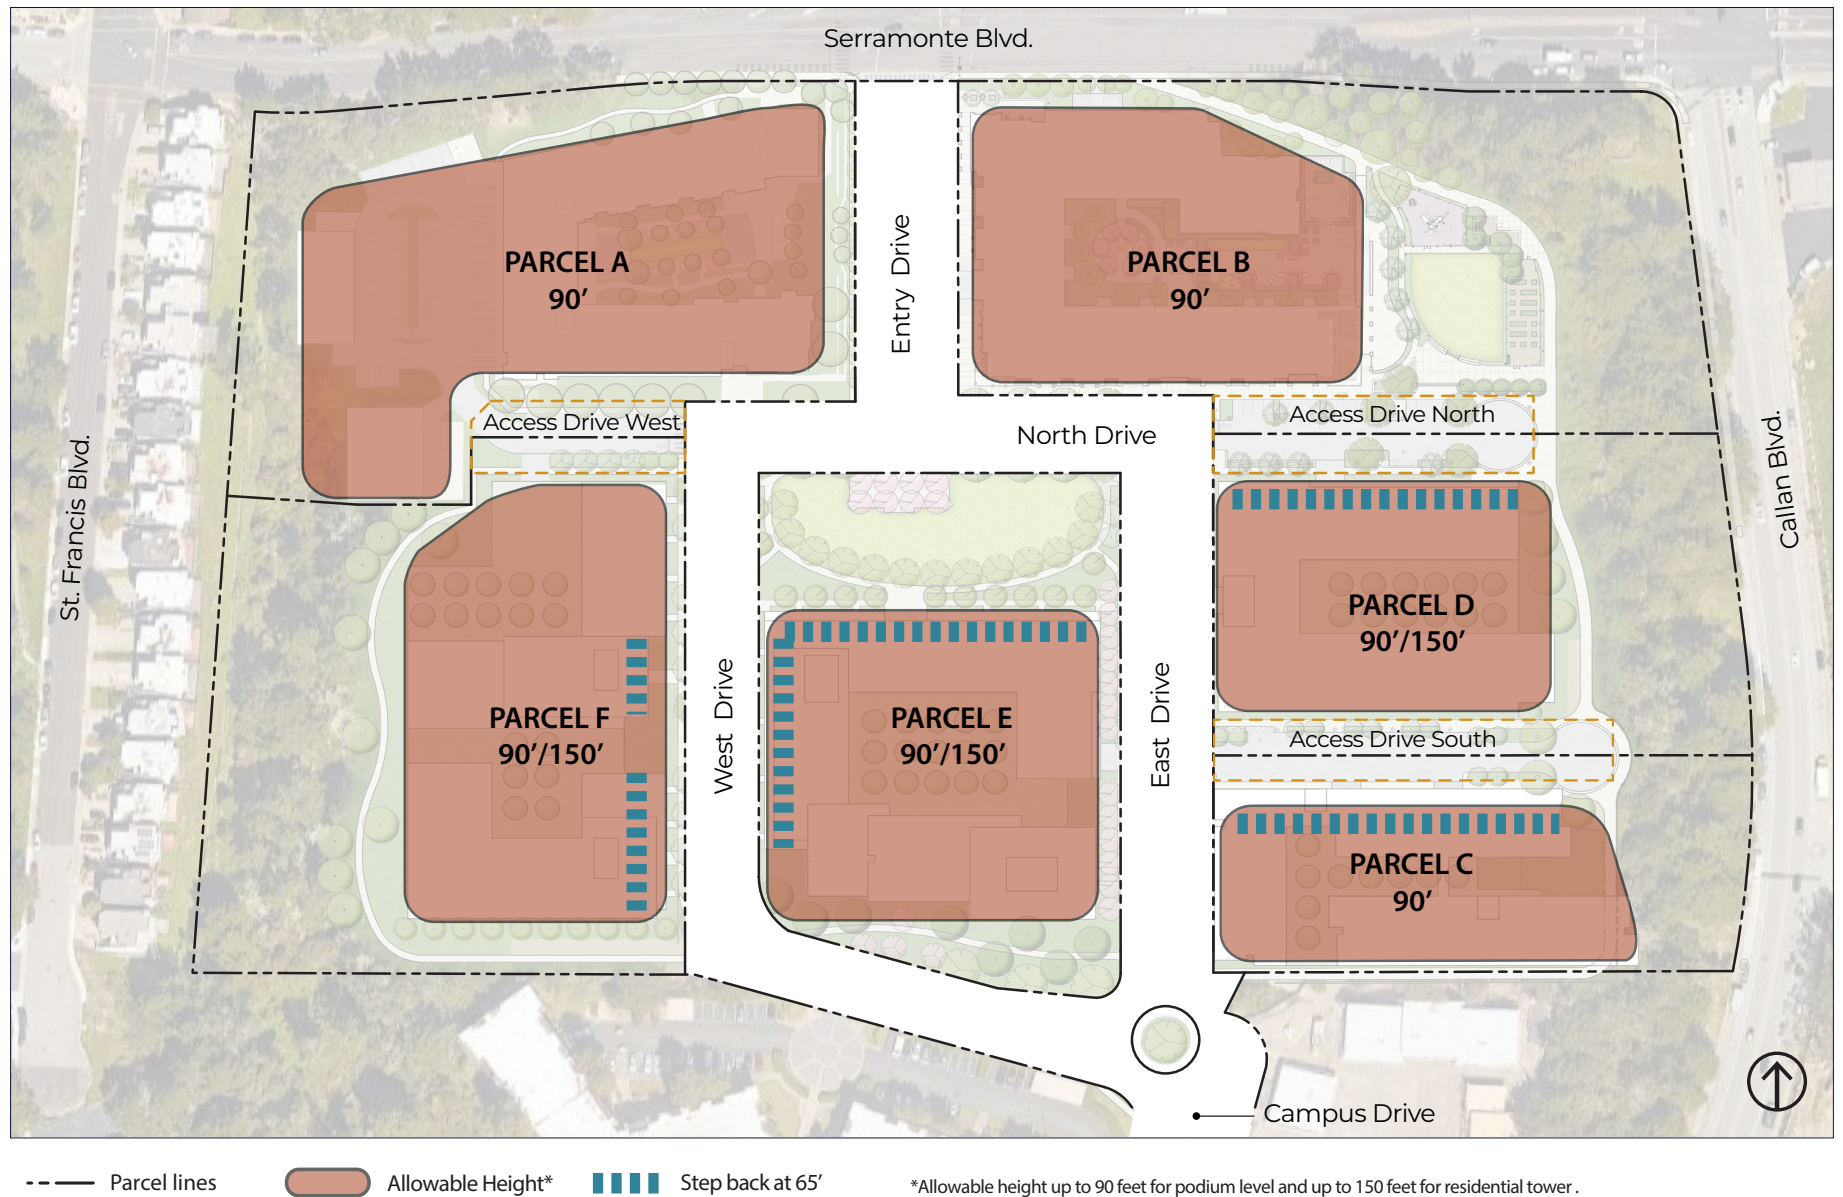 Serramonte Blvd.
PARCEL A
90’
Entry Drive
PARCEL B
90’
Access Drive West
North Drive
Access Drive North
St. Francis Blvd.
Callan Blvd.
PARCEL D
90’/150’
PARCEL F
90’/150’
West Drive
PARCEL E
90’/150’
East Drive
Access Drive South
PARCEL C
90’
Campus Drive
Parcel lines
Allowable Height*
Step back at 65’
*Allowable height up to 90 feet for podium level and up to 150 feet for residential tower .